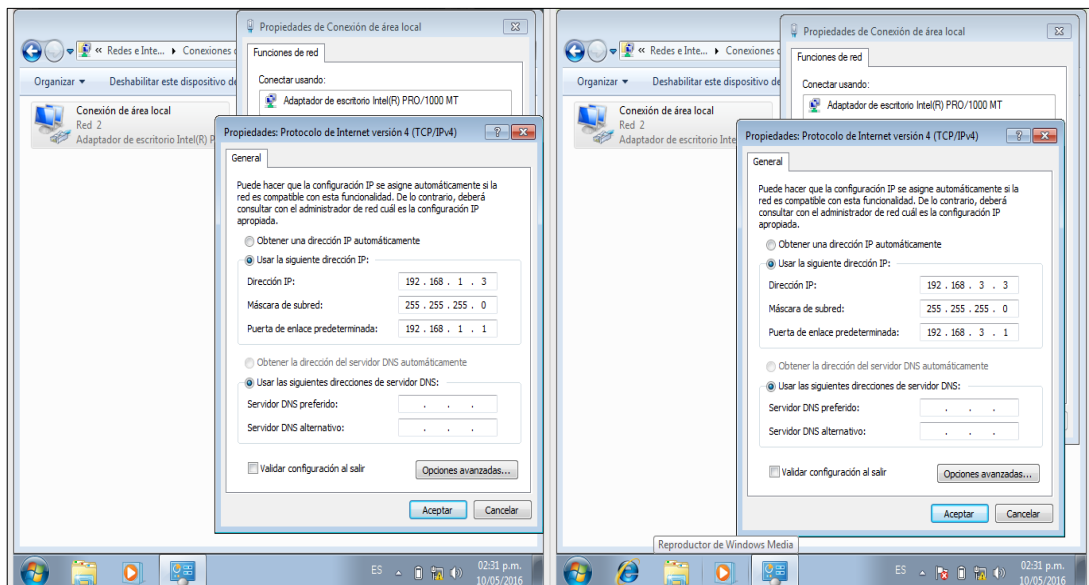 Propiedades de Conexión de área local
« Redes e Inte... ▸ Conexiones
Funciones de red
Organizar ▾ Deshabilitar este dispositivo de
Conectar usando:
Adaptador de escritorio Intel(R) PRO/1000 MT
Conexión de área local
Red 2
Adaptador de escritorio Intel(R) P
Propiedades: Protocolo de Internet versión 4 (TCP/IPv4)
General
Puede hacer que la configuración IP se asigne automáticamente si la
red es compatible con esta funcionalidad. De lo contrario, deberá
consultar con el administrador de red cuál es la configuración IP
apropiada.
Obtener una dirección IP automáticamente
Usar la siguiente dirección IP:
Dirección IP: 192 . 168 . 1 . 3
Máscara de subred: 255 . 255 . 255 . 0
Puerta de enlace predeterminada: 192 . 168 . 1 . 1
Obtener la dirección del servidor DNS automáticamente
Usar las siguientes direcciones de servidor DNS:
Servidor DNS preferido: . . .
Servidor DNS alternativo: . . .
Validar configuración al salir
Opciones avanzadas...
Aceptar Cancelar
ES 02:31 p.m.
10/05/2016
Propiedades de Conexión de área local
« Redes e Inte... ▸ Conexiones
Funciones de red
Organizar ▾ Deshabilitar este dispositivo de
Conectar usando:
Adaptador de escritorio Intel(R) PRO/1000 MT
Conexión de área local
Red 2
Adaptador de escritorio Inte
Propiedades: Protocolo de Internet versión 4 (TCP/IPv4)
General
Puede hacer que la configuración IP se asigne automáticamente si la
red es compatible con esta funcionalidad. De lo contrario, deberá
consultar con el administrador de red cuál es la configuración IP
apropiada.
Obtener una dirección IP automáticamente
Usar la siguiente dirección IP:
Dirección IP: 192 . 168 . 3 . 3
Máscara de subred: 255 . 255 . 255 . 0
Puerta de enlace predeterminada: 192 . 168 . 3 . 1
Obtener la dirección del servidor DNS automáticamente
Usar las siguientes direcciones de servidor DNS:
Servidor DNS preferido: . . .
Servidor DNS alternativo: . . .
Validar configuración al salir
Opciones avanzadas...
Aceptar Cancelar
Reproductor de Windows Media
ES 02:31 p.m.
10/05/2016